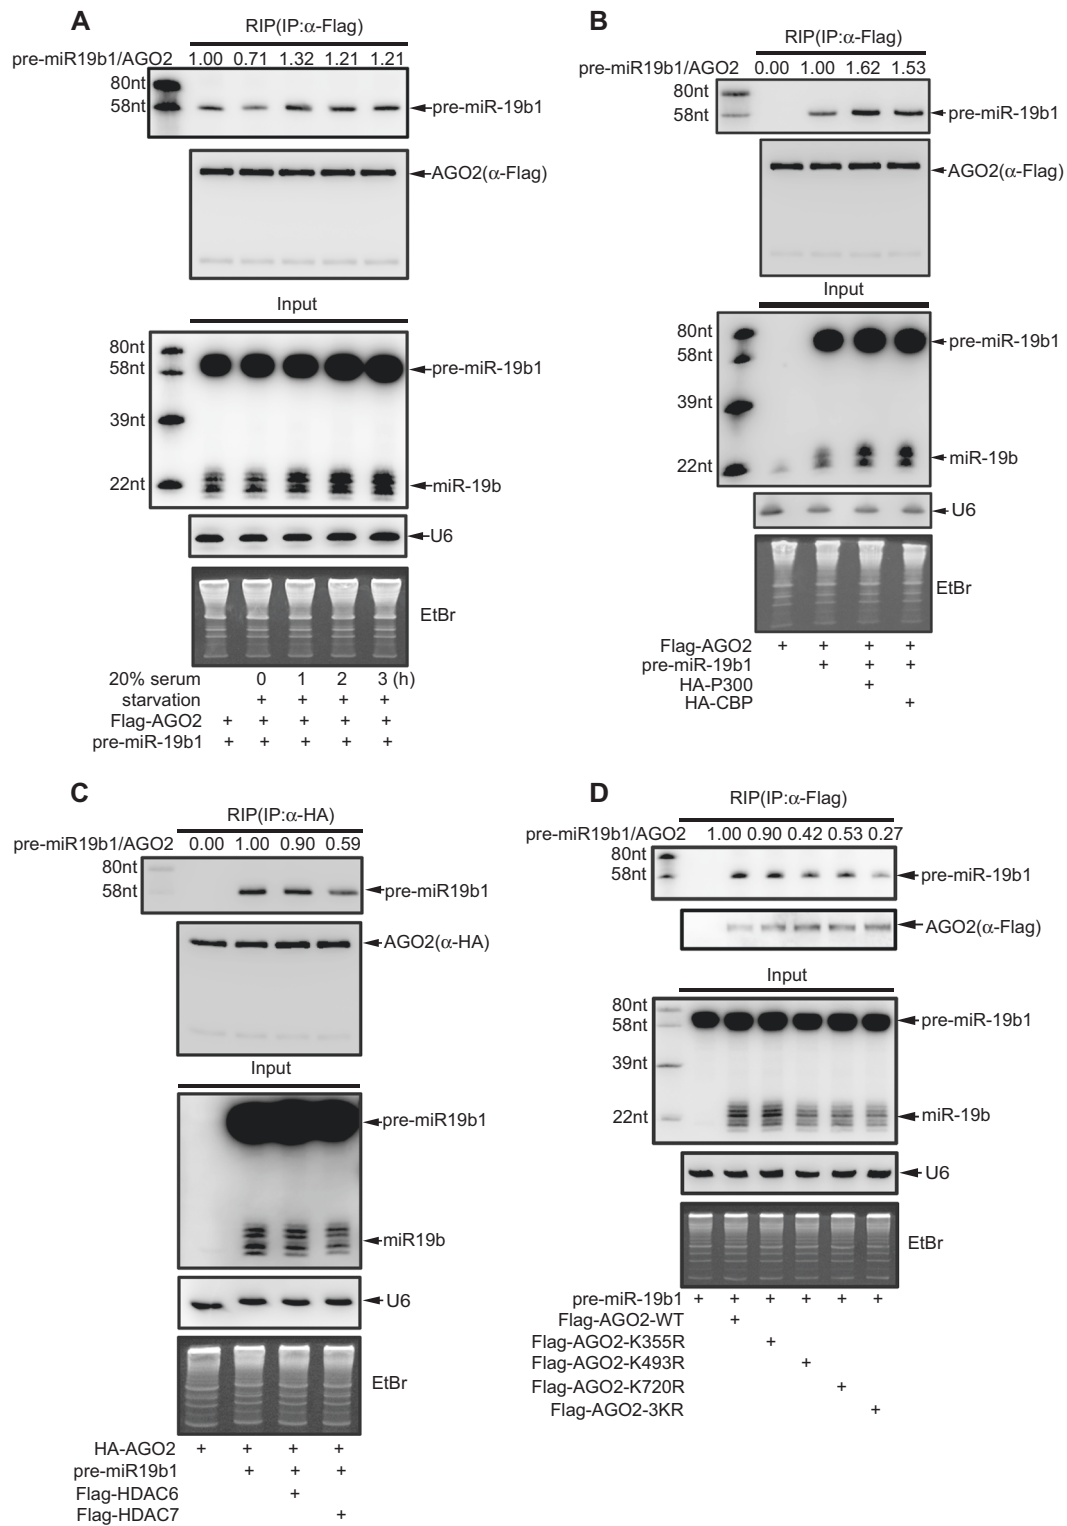 A
RIP(IP:α-Flag)
pre-miR19b1/AGO2 1.00 0.71 1.32 1.21 1.21
80nt
58nt
pre-miR-19b1
AGO2(α-Flag)
Input
80nt
58nt
pre-miR-19b1
39nt
22nt
miR-19b
U6
EtBr
20% serum 0 1 2 3 (h)
starvation + + + +
Flag-AGO2 + + + + +
pre-miR-19b1 + + + + +
B
RIP(IP:α-Flag)
pre-miR19b1/AGO2 0.00 1.00 1.62 1.53
80nt
58nt
pre-miR-19b1
AGO2(α-Flag)
Input
80nt
pre-miR-19b1
58nt
39nt
22nt
miR-19b
U6
EtBr
Flag-AGO2 + + + +
pre-miR-19b1 + + +
HA-P300 +
HA-CBP +
C
RIP(IP:α-HA)
pre-miR19b1/AGO2 0.00 1.00 0.90 0.59
80nt
58nt
pre-miR19b1
AGO2(α-HA)
Input
pre-miR19b1
miR19b
U6
EtBr
HA-AGO2 + + + +
pre-miR19b1 + + +
Flag-HDAC6 +
Flag-HDAC7 +
D
RIP(IP:α-Flag)
pre-miR19b1/AGO2 1.00 0.90 0.42 0.53 0.27
80nt
58nt
pre-miR-19b1
AGO2(α-Flag)
Input
80nt
58nt
pre-miR-19b1
39nt
22nt
miR-19b
U6
EtBr
pre-miR-19b1 + + + + + +
Flag-AGO2-WT +
Flag-AGO2-K355R +
Flag-AGO2-K493R +
Flag-AGO2-K720R +
Flag-AGO2-3KR +